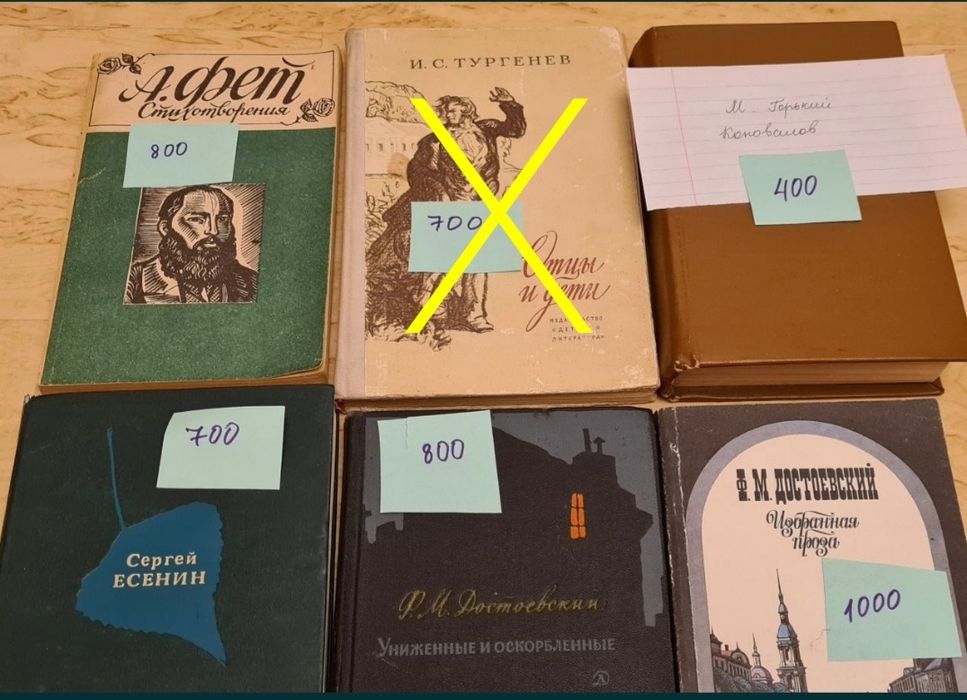 А. Фет
Стихотворения
800
И. С. ТУРГЕНЕВ
700
Отцы
и дети
ИЗДАТЕЛЬСТВО
«ДЕТСКАЯ
ЛИТЕРАТУРА»
М. Горький
Коновалов
400
700
Сергей
ЕСЕНИН
800
Ф. М. Достоевский
УНИЖЕННЫЕ И ОСКОРБЛЕННЫЕ
Ф. М. ДОСТОЕВСКИЙ
Избранная
проза
1000